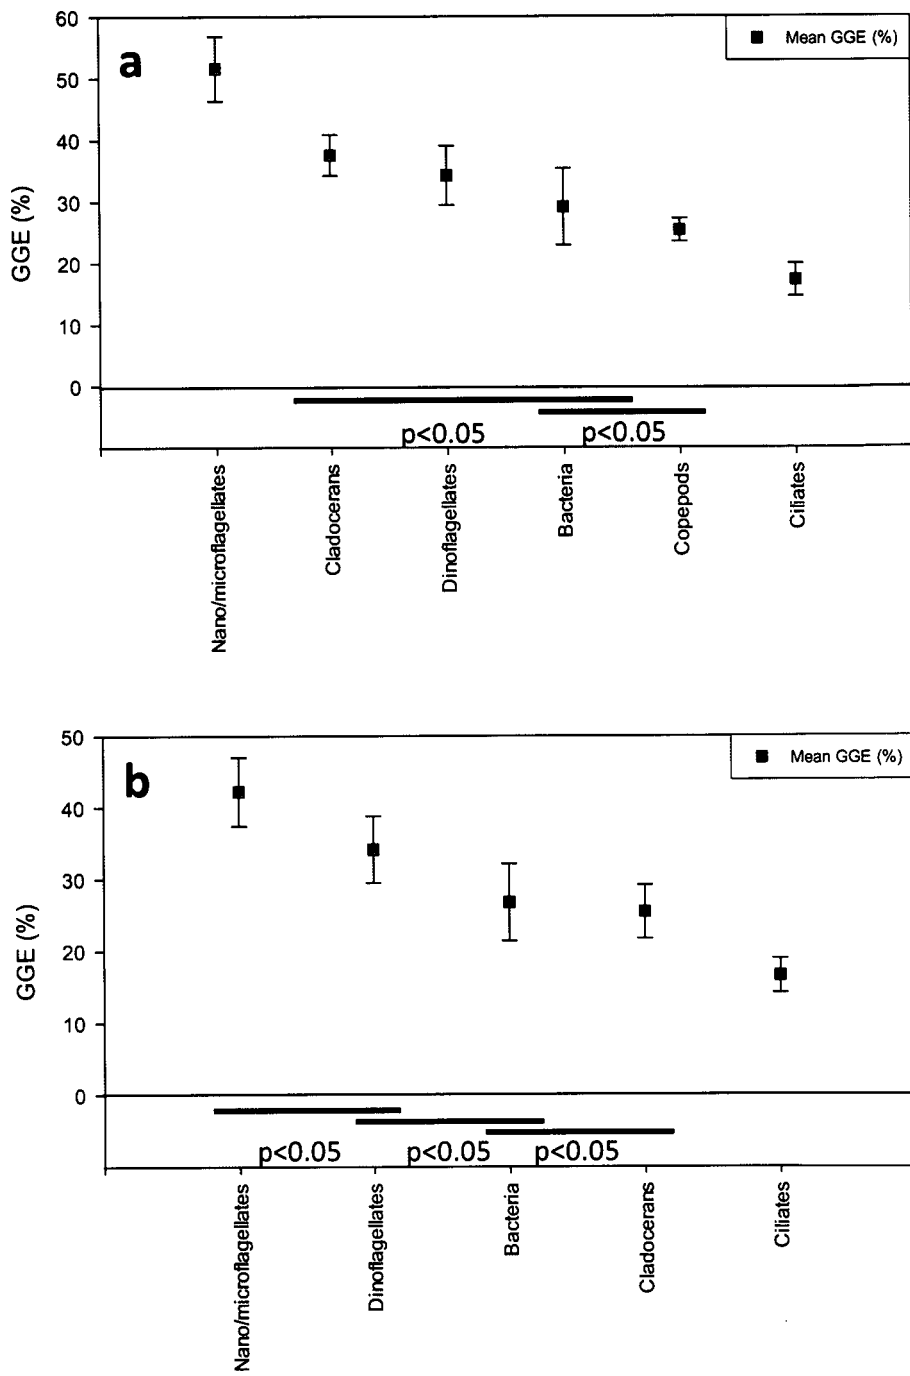 60
a
Mean GGE (%)
50
40
30
20
10
0
GGE (%)
p<0.05 p<0.05
Nano/microflagellates
Cladocerans
Dinoflagellates
Bacteria
Copepods
Ciliates
50
b
Mean GGE (%)
40
30
20
10
0
GGE (%)
p<0.05 p<0.05 p<0.05
Nano/microflagellates
Dinoflagellates
Bacteria
Cladocerans
Ciliates